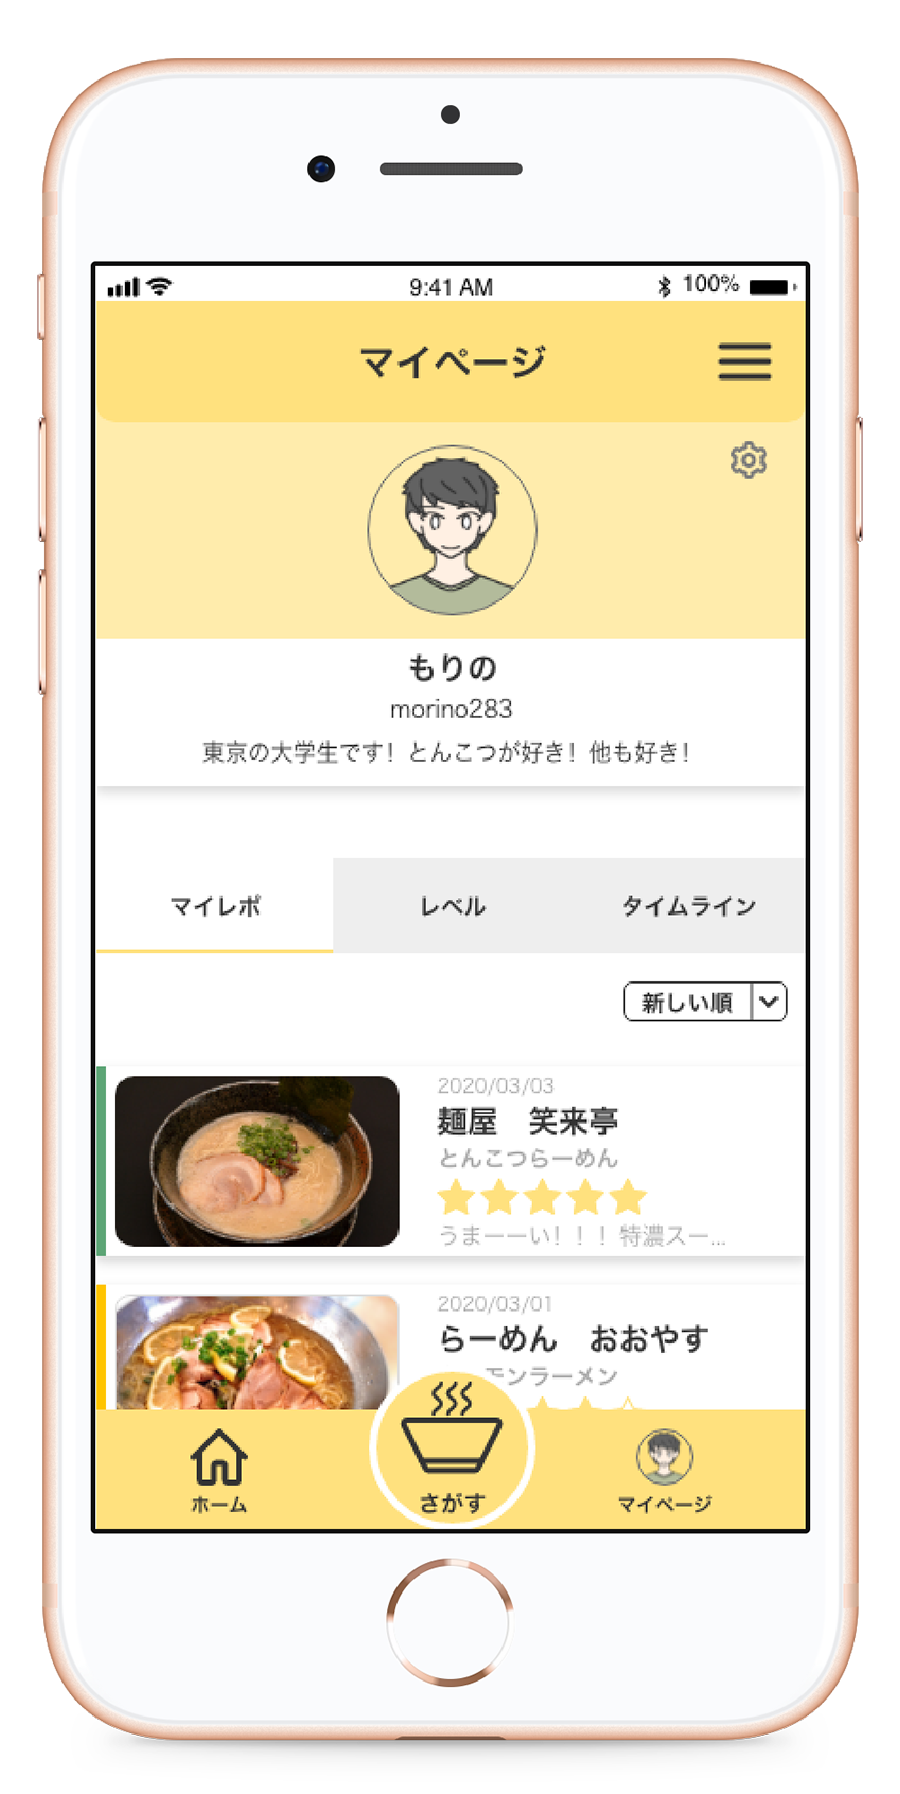 9:41 AM
100%
マイページ
もりの
morino283
東京の大学生です！とんこつが好き！他も好き！
マイレポ
レベル
タイムライン
新しい順
2020/03/03
麺屋　笑来亭
とんこつらーめん
うまーーい！！！特濃スー...
2020/03/01
らーめん　おおやす
モンラーメン
ホーム
さがす
マイページ